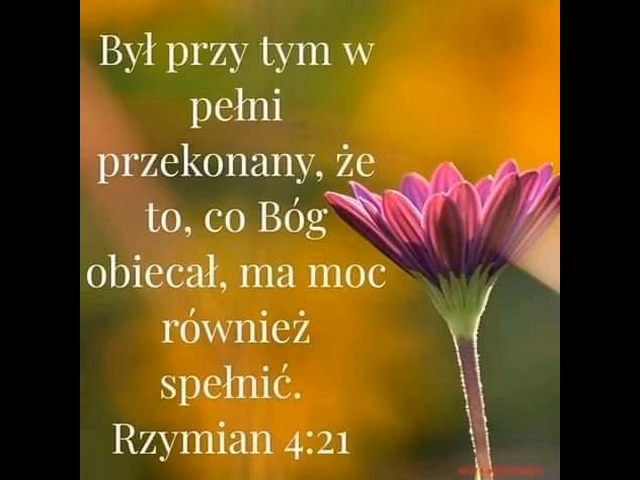 Był przy tym w
pełni
przekonany, że
to, co Bóg
obiecał, ma moc
również
spełnić.
Rzymian 4:21